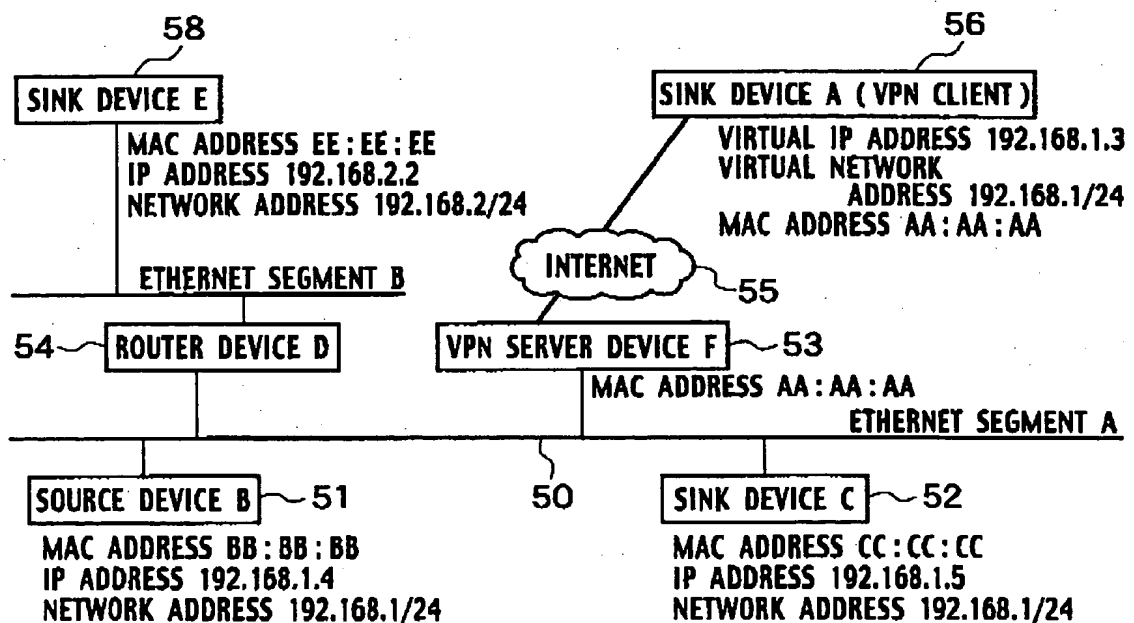 58
56
SINK DEVICE E
SINK DEVICE A ( VPN CLIENT )
MAC ADDRESS EE : EE : EE
IP ADDRESS 192.168.2.2
NETWORK ADDRESS 192.168.2/24
VIRTUAL IP ADDRESS 192.168.1.3
VIRTUAL NETWORK
ADDRESS 192.168.1/24
MAC ADDRESS AA : AA : AA
INTERNET
55
ETHERNET SEGMENT B
54
ROUTER DEVICE D
VPN SERVER DEVICE F
53
MAC ADDRESS AA : AA : AA
ETHERNET SEGMENT A
SOURCE DEVICE B
51
50
SINK DEVICE C
52
MAC ADDRESS BB : BB : BB
IP ADDRESS 192.168.1.4
NETWORK ADDRESS 192.168.1/24
MAC ADDRESS CC : CC : CC
IP ADDRESS 192.168.1.5
NETWORK ADDRESS 192.168.1/24